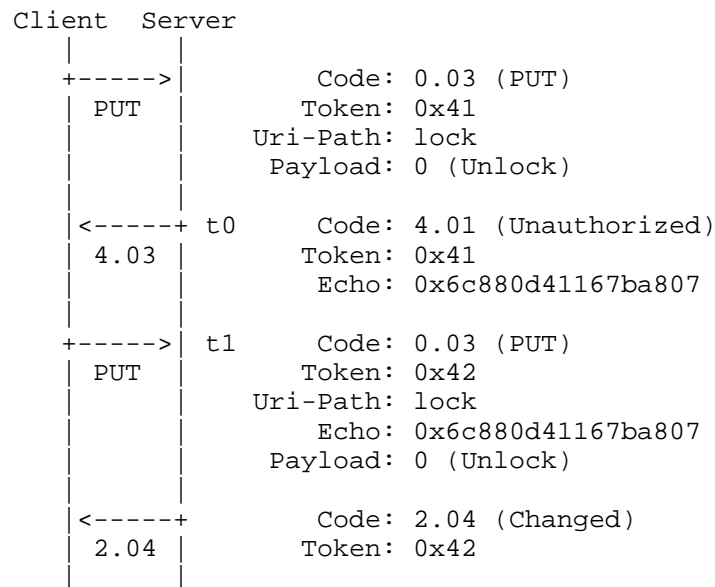 Client   Server
   |       |
   +------>|         Code: 0.03 (PUT)
   |  PUT  |        Token: 0x41
   |       |     Uri-Path: lock
   |       |      Payload: 0 (Unlock)
   |       |
   |<------+ t0      Code: 4.01 (Unauthorized)
   |  4.03 |        Token: 0x41
   |       |         Echo: 0x6c880d41167ba807
   |       |
   +------>| t1      Code: 0.03 (PUT)
   |  PUT  |        Token: 0x42
   |       |     Uri-Path: lock
   |       |         Echo: 0x6c880d41167ba807
   |       |      Payload: 0 (Unlock)
   |       |
   |<------+         Code: 2.04 (Changed)
   |  2.04 |        Token: 0x42
   |       |